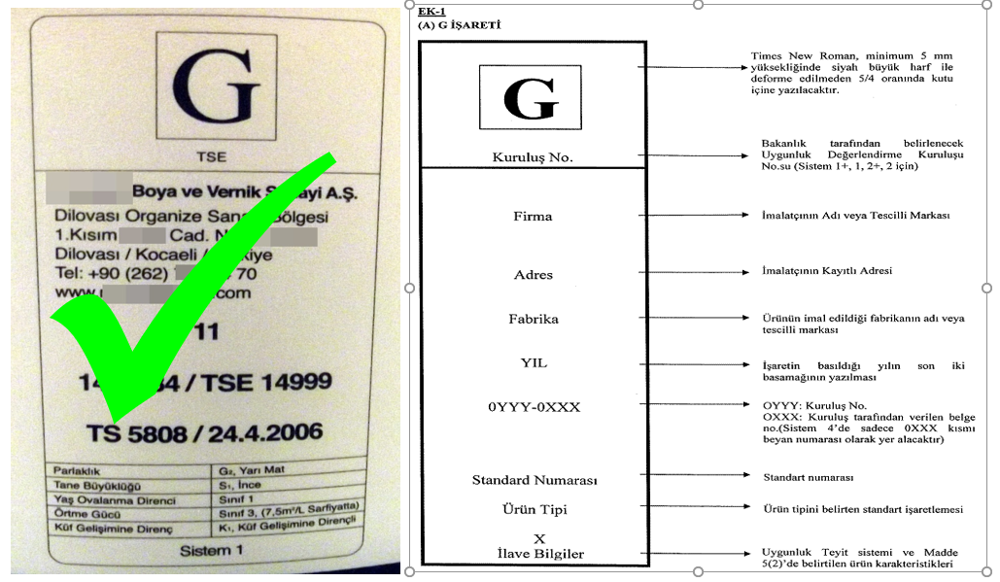 G
TSE
Boya ve Vernik S ayi A.Ş.
Dilovası Organize Sana Bölgesi
1.Kısım Cad. N
Dilovası / Kocaeli / kiye
Tel: +90 (262) 70
www. .com
11
14 34 / TSE 14999
TS 5808 / 24.4.2006
Parlaklık G2, Yarı Mat
Tane Büyüklüğü S1, İnce
Yaş Ovalanma Direnci Sınıf 1
Örtme Gücü Sınıf 3, (7,5m²/L Sarfiyatta)
Küf Gelişimine Direnç K1, Küf Gelişimine Dirençli
Sistem 1
EK-1
(A) G İŞARETİ
G
Kuruluş No.
Firma
Adres
Fabrika
YIL
0YYY-0XXX
Standard Numarası
Ürün Tipi
X
İlave Bilgiler
Times New Roman, minimum 5 mm
yüksekliğinde siyah büyük harf ile
deforme edilmeden 5/4 oranında kutu
içine yazılacaktır.
Bakanlık tarafından belirlenecek
Uygunluk Değerlendirme Kuruluşu
No.su (Sistem 1+, 1, 2+, 2 için)
İmalatçının Adı veya Tescilli Markası
İmalatçının Kayıtlı Adresi
Ürünün imal edildiği fabrikanın adı veya
tescilli markası
İşaretin basıldığı yılın son iki
basamağının yazılması
OYYY: Kuruluş No.
OXXX: Kuruluş tarafından verilen belge
no.(Sistem 4'de sadece 0XXX kısmı
beyan numarası olarak yer alacaktır)
Standart numarası
Ürün tipini belirten standart işaretlemesi
Uygunluk Teyit sistemi ve Madde
5(2)'de belirtilen ürün karakteristikleri